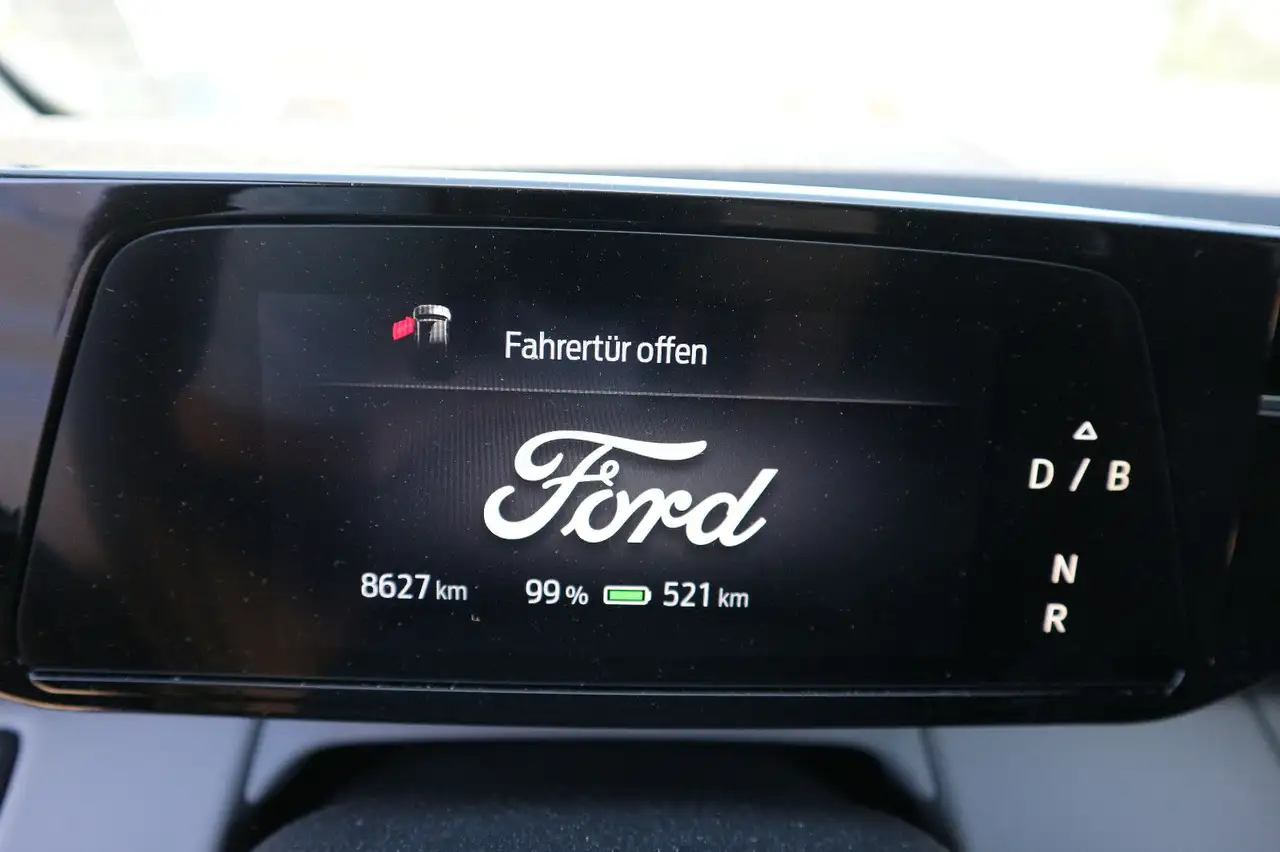 Fahrertür offen
Ford
8627 km 99 % 521 km
D / B
N
R